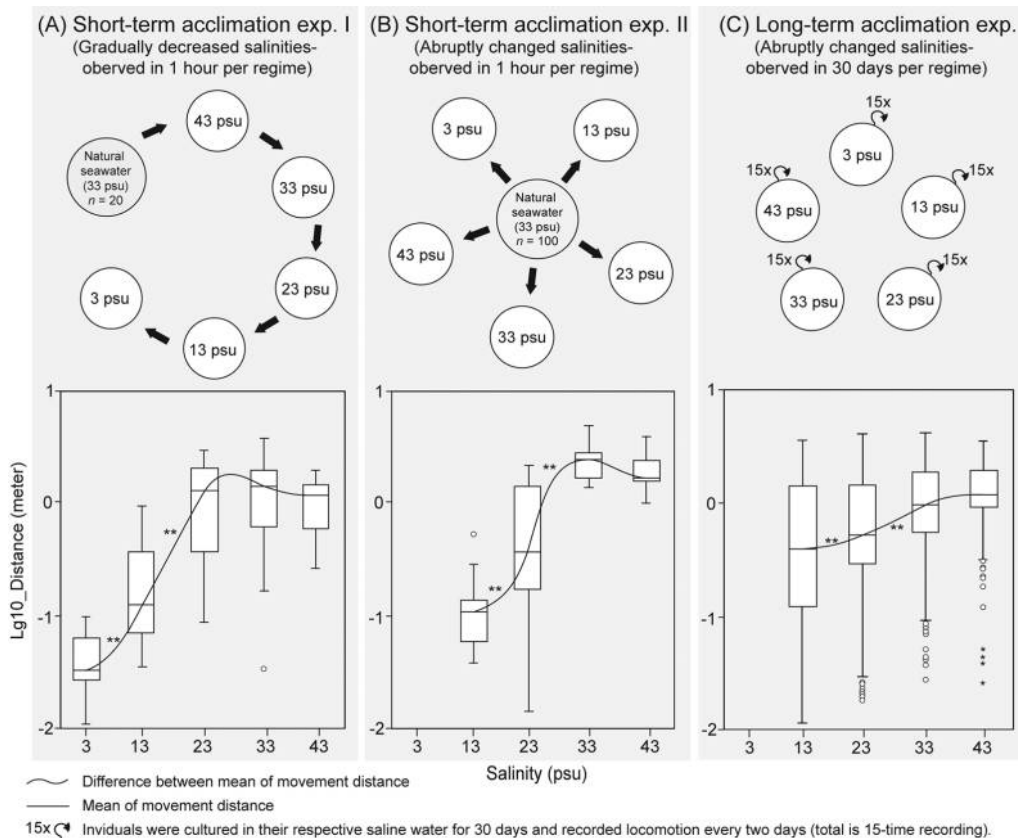 (A) Short-term acclimation exp. I
(Gradually decreased salinities-
oberved in 1 hour per regime)
43 psu
Natural
seawater
(33 psu)
n = 20
33 psu
23 psu
3 psu
13 psu
(B) Short-term acclimation exp. II
(Abruptly changed salinities-
oberved in 1 hour per regime)
3 psu
13 psu
Natural
seawater
(33 psu)
n = 100
43 psu
23 psu
33 psu
(C) Long-term acclimation exp.
(Abruptly changed salinities-
oberved in 30 days per regime)
15x
3 psu
15x
15x
43 psu
13 psu
15x
15x
33 psu
23 psu
Lg10_Distance (meter)
1
0
-1
-2
**
**
3 13 23 33 43
1
0
-1
-2
**
**
3 13 23 33 43
1
0
-1
-2
**
**
3 13 23 33 43
Salinity (psu)
Difference between mean of movement distance
Mean of movement distance
15x Inviduals were cultured in their respective saline water for 30 days and recorded locomotion every two days (total is 15-time recording).